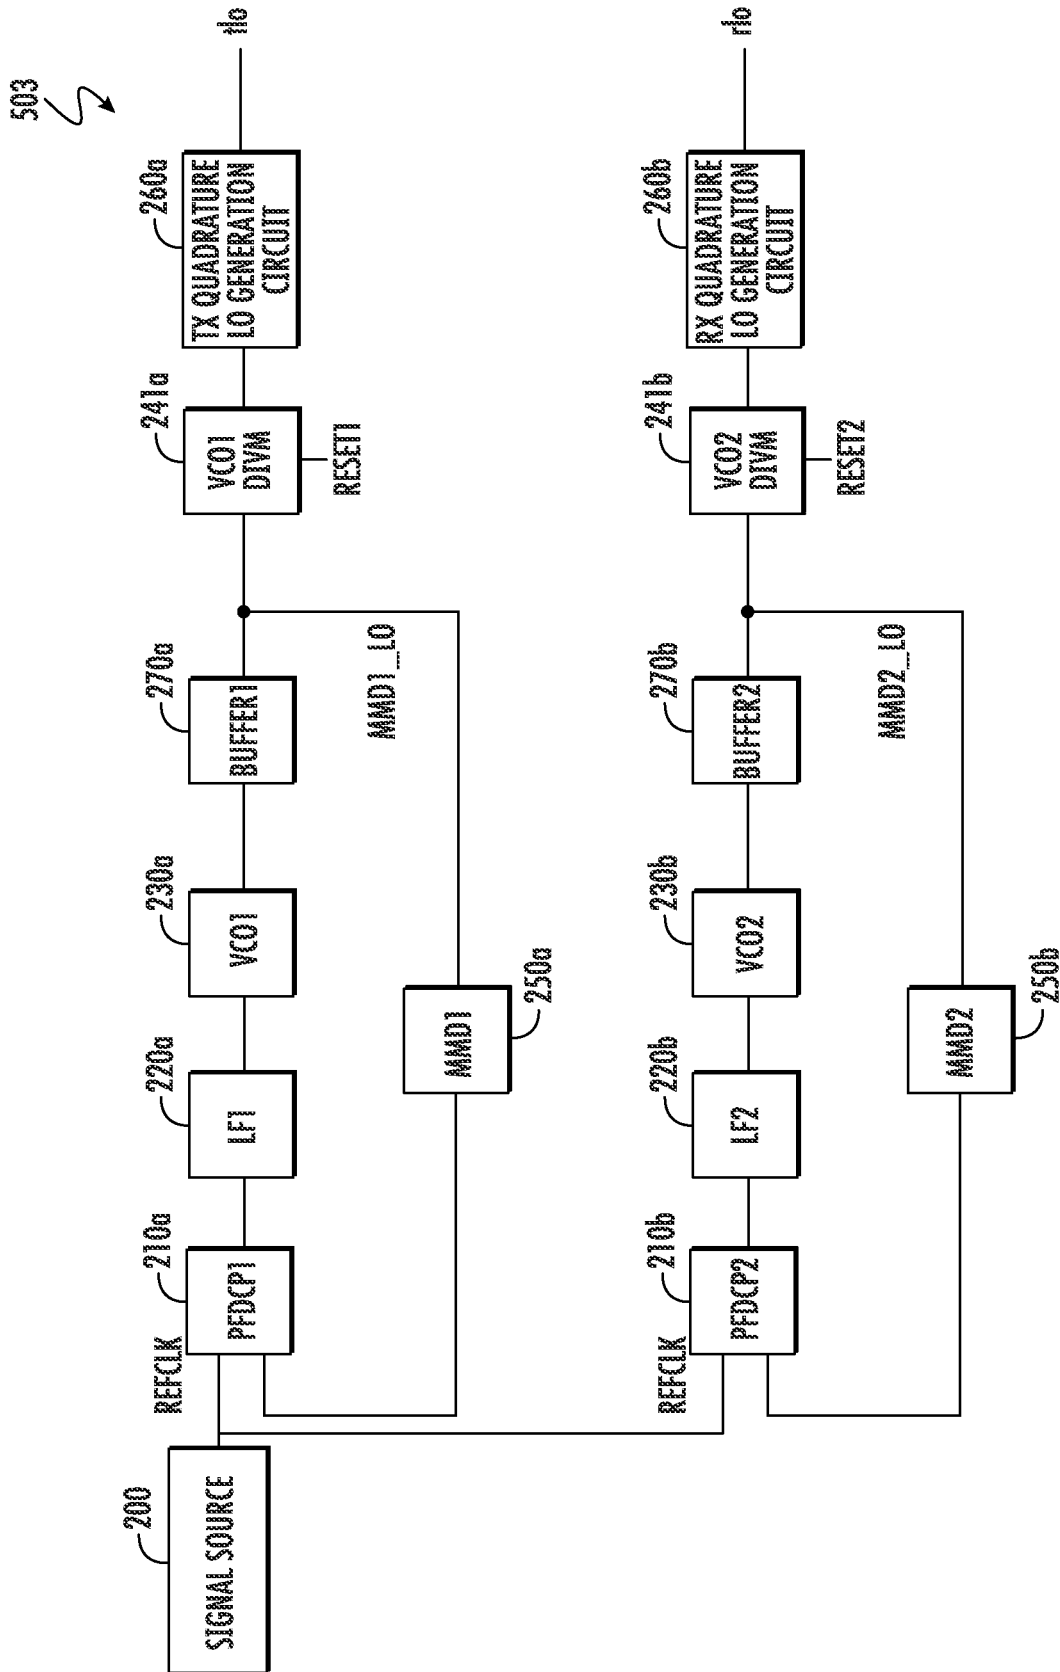 503
200
SIGNAL SOURCE
REFCLK
210a
PFDCP1
220a
LF1
230a
VCO1
270a
BUFFER1
241a
VCO1
DIVM
RESET1
260a
TX QUADRATURE
LO GENERATION
CIRCUIT
tlo
MMD1_LO
MMD1
250a
REFCLK
210b
PFDCP2
220b
LF2
230b
VCO2
270b
BUFFER2
241b
VCO2
DIVM
RESET2
260b
RX QUADRATURE
LO GENERATION
CIRCUIT
rlo
MMD2_LO
MMD2
250b